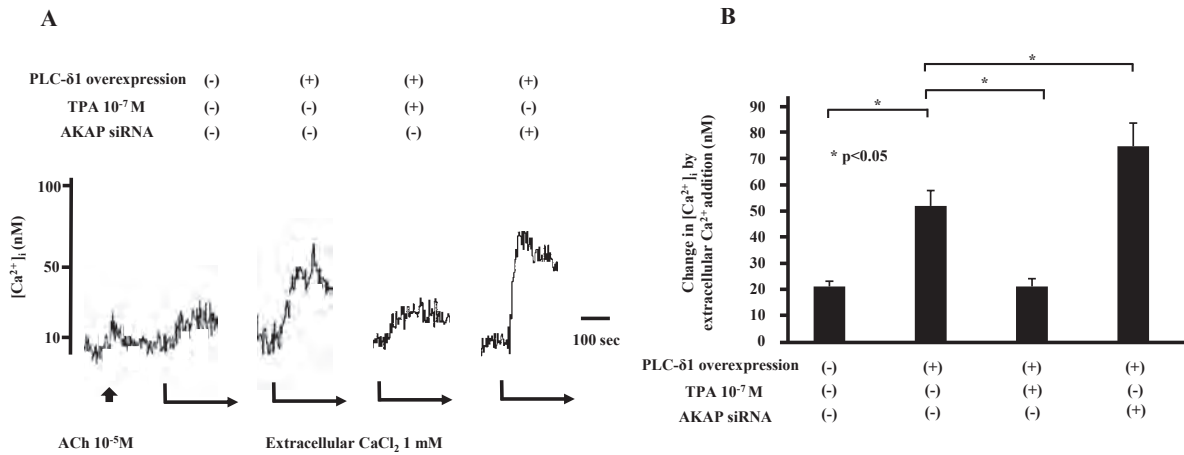 A
PLC-δ1 overexpression (-) (+) (+) (+)
TPA 10⁻⁷ M (-) (-) (+) (-)
AKAP siRNA (-) (-) (-) (+)
100
50
10
[Ca²⁺]ᵢ (nM)
100 sec
ACh 10⁻⁵M
Extracellular CaCl₂ 1 mM
B
*
*
*
* p<0.05
90
80
70
60
50
40
30
20
10
0
Change in [Ca²⁺]ᵢ by
extracellular Ca²⁺ addition (nM)
PLC-δ1 overexpression (-) (+) (+) (+)
TPA 10⁻⁷ M (-) (-) (+) (-)
AKAP siRNA (-) (-) (-) (+)